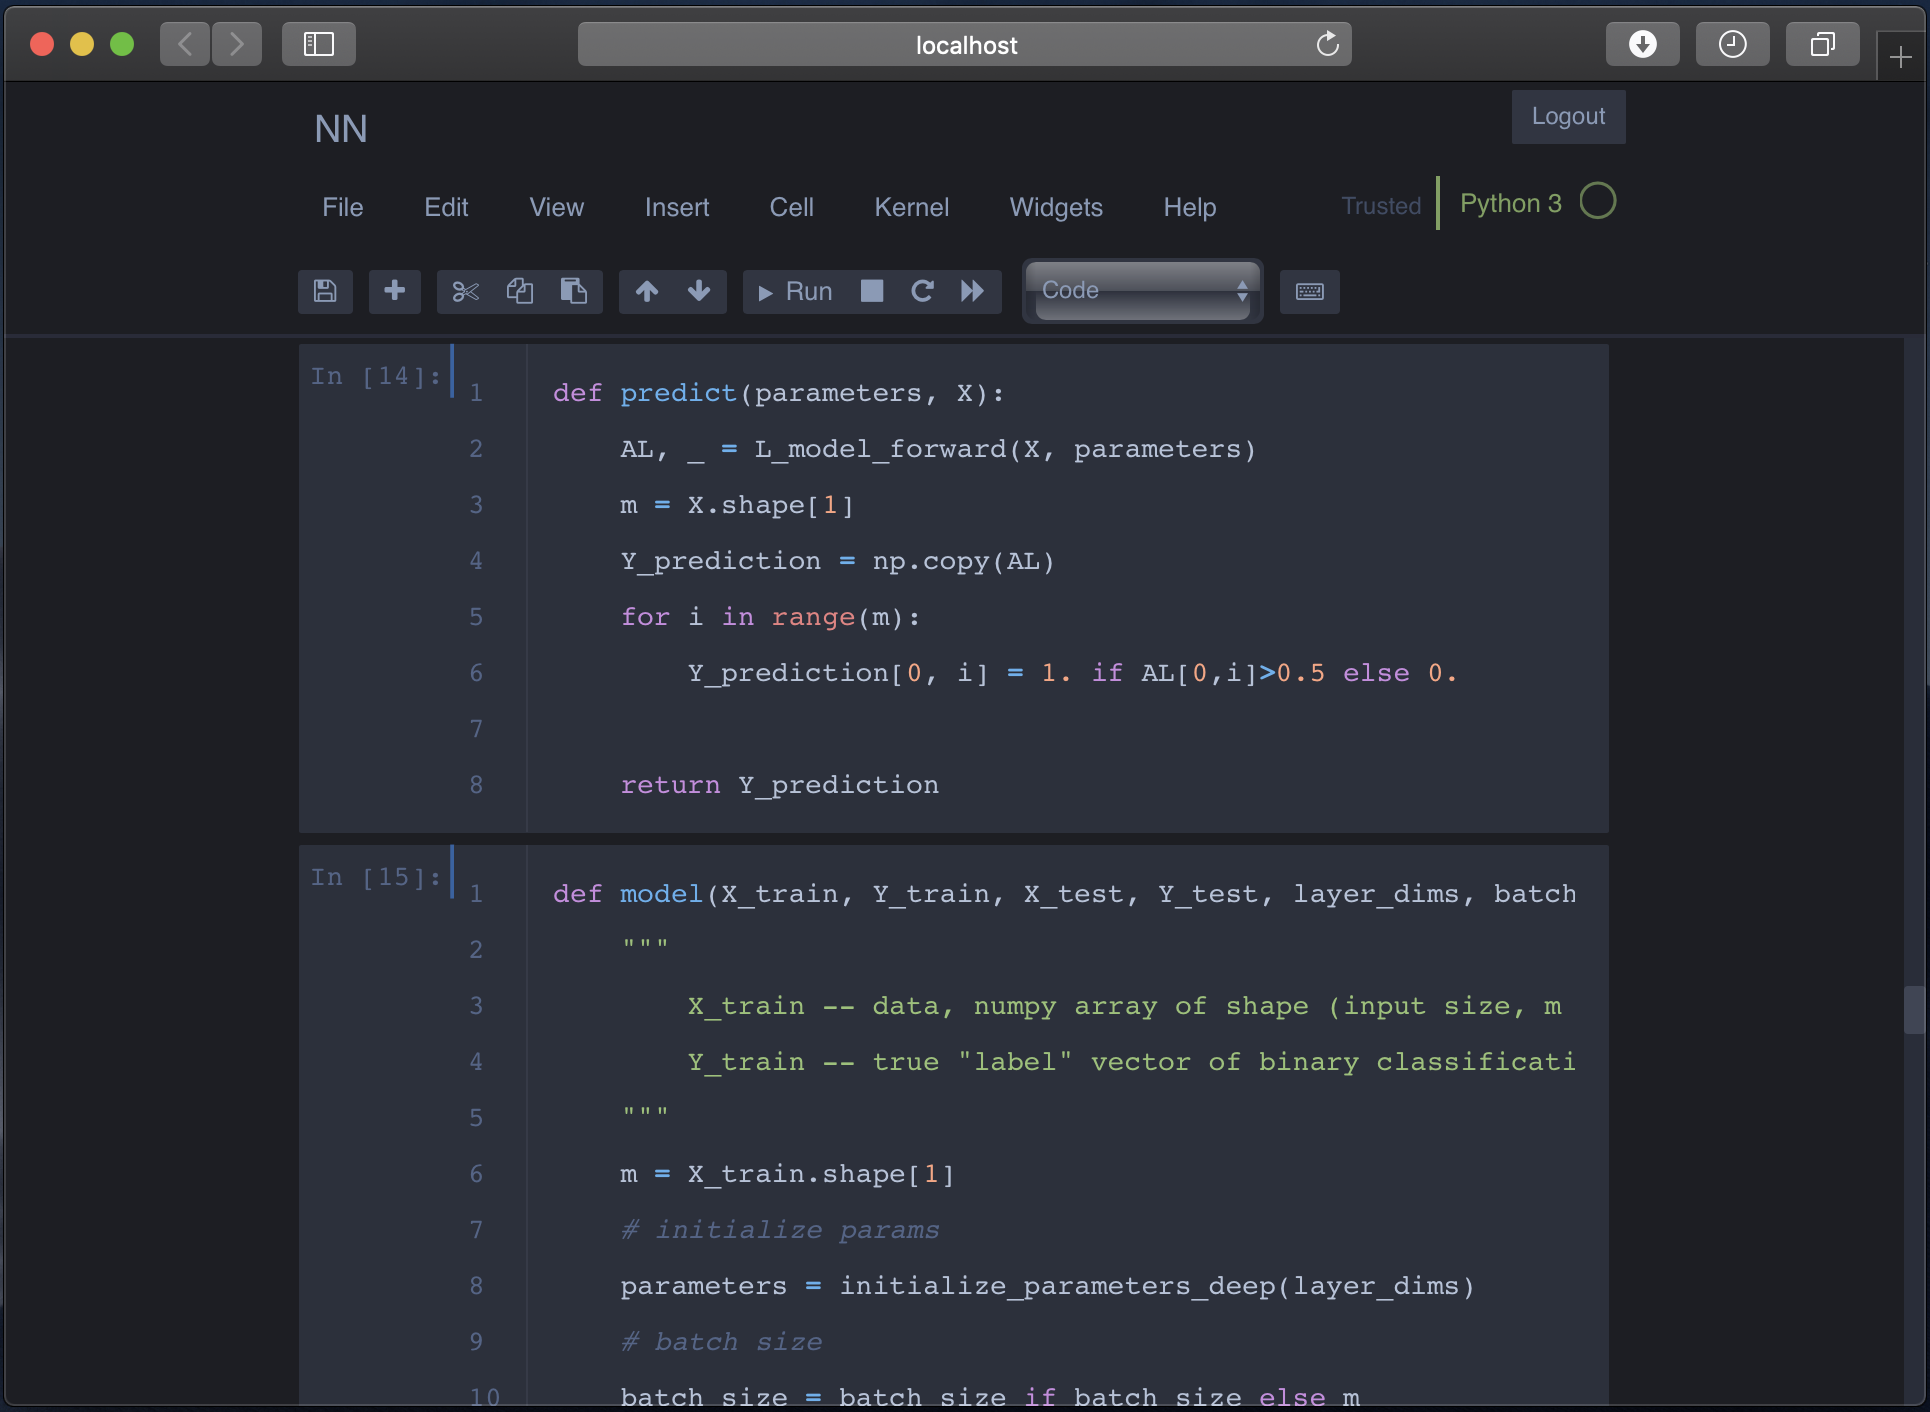 localhost
NN
Logout
File Edit View Insert Cell Kernel Widgets Help Trusted Python 3
Run Code
In [14]:
1 def predict(parameters, X):
2 AL, _ = L_model_forward(X, parameters)
3 m = X.shape[1]
4 Y_prediction = np.copy(AL)
5 for i in range(m):
6 Y_prediction[0, i] = 1. if AL[0,i]>0.5 else 0.
7
8 return Y_prediction
In [15]:
1 def model(X_train, Y_train, X_test, Y_test, layer_dims, batch
2 """
3 X_train -- data, numpy array of shape (input size, m
4 Y_train -- true "label" vector of binary classificati
5 """
6 m = X_train.shape[1]
7 # initialize params
8 parameters = initialize_parameters_deep(layer_dims)
9 # batch size
10 batch_size = batch_size if batch_size else m